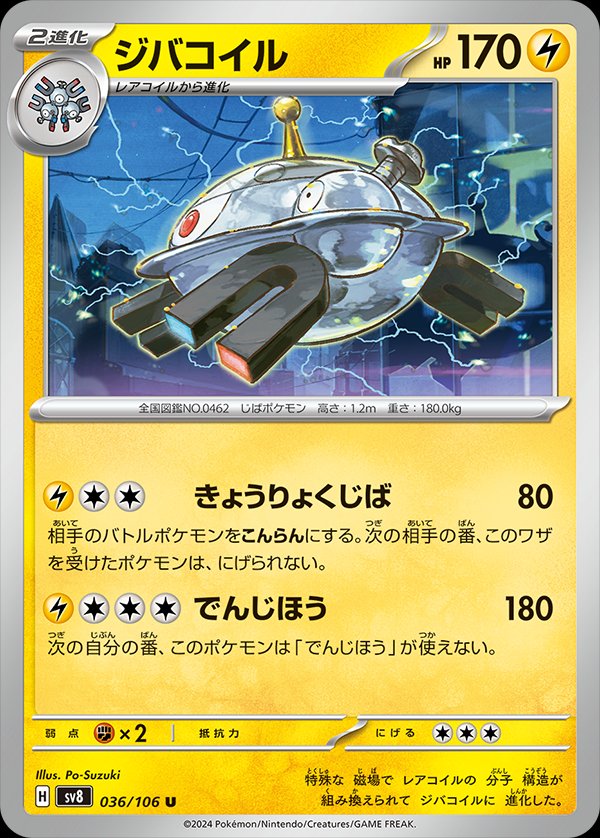 2進化
ジバコイル
HP 170
レアコイルから進化
全国図鑑NO.0462 じばポケモン 高さ:1.2m 重さ:180.0kg
きょうりょくじば 80
相手のバトルポケモンをこんらんにする。次の相手の番、このワザ
を受けたポケモンは、にげられない。
でんじほう 180
次の自分の番、このポケモンは「でんじほう」が使えない。
弱点 ×2 抵抗力 にげる
Illus. Po-Suzuki
H sv8 036/106 U
特殊な 磁場で レアコイルの 分子 構造が
組み換えられて ジバコイルに 進化した。
©2024 Pokémon/Nintendo/Creatures/GAME FREAK.